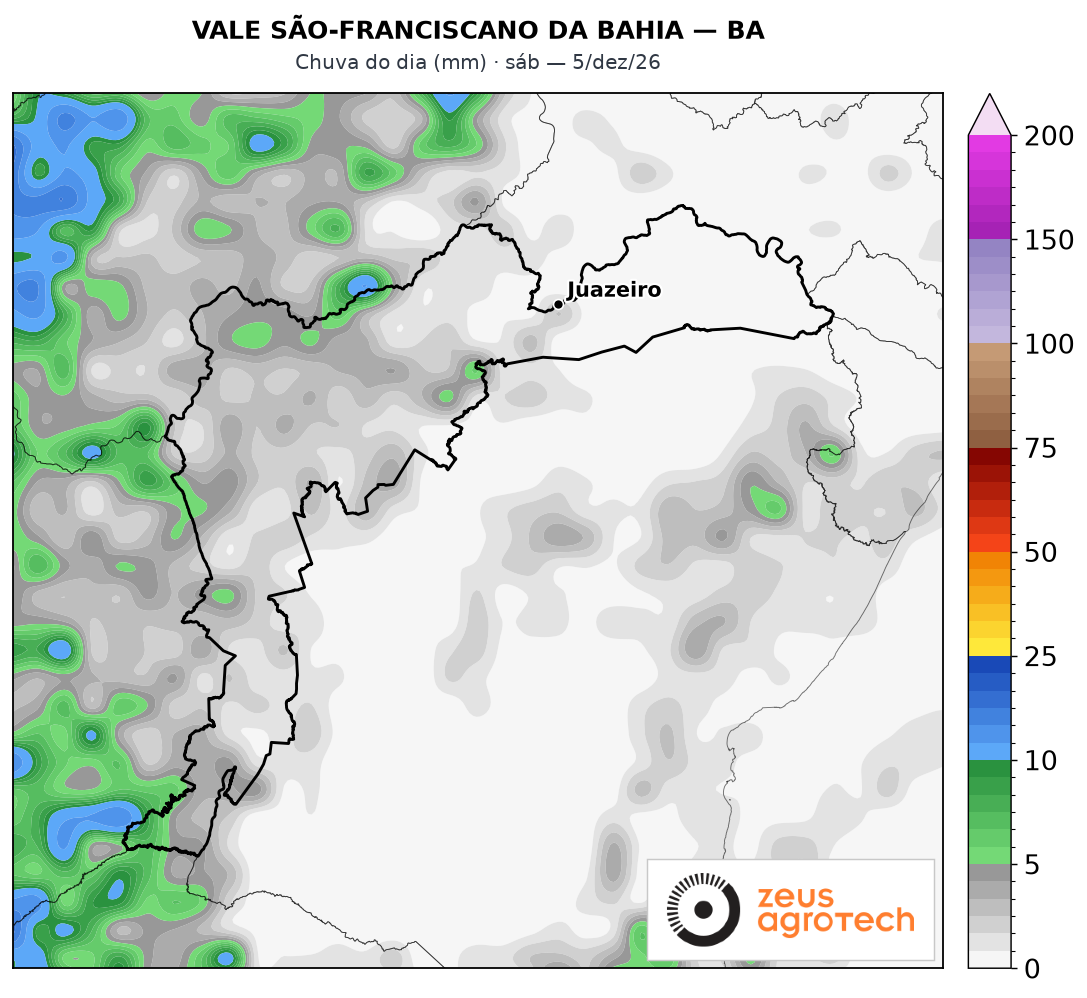 VALE SÃO-FRANCISCANO DA BAHIA — BA
Chuva do dia (mm) · sáb — 5/dez/26
Juazeiro
200
150
100
75
50
25
10
5
0
zeus
agrotech